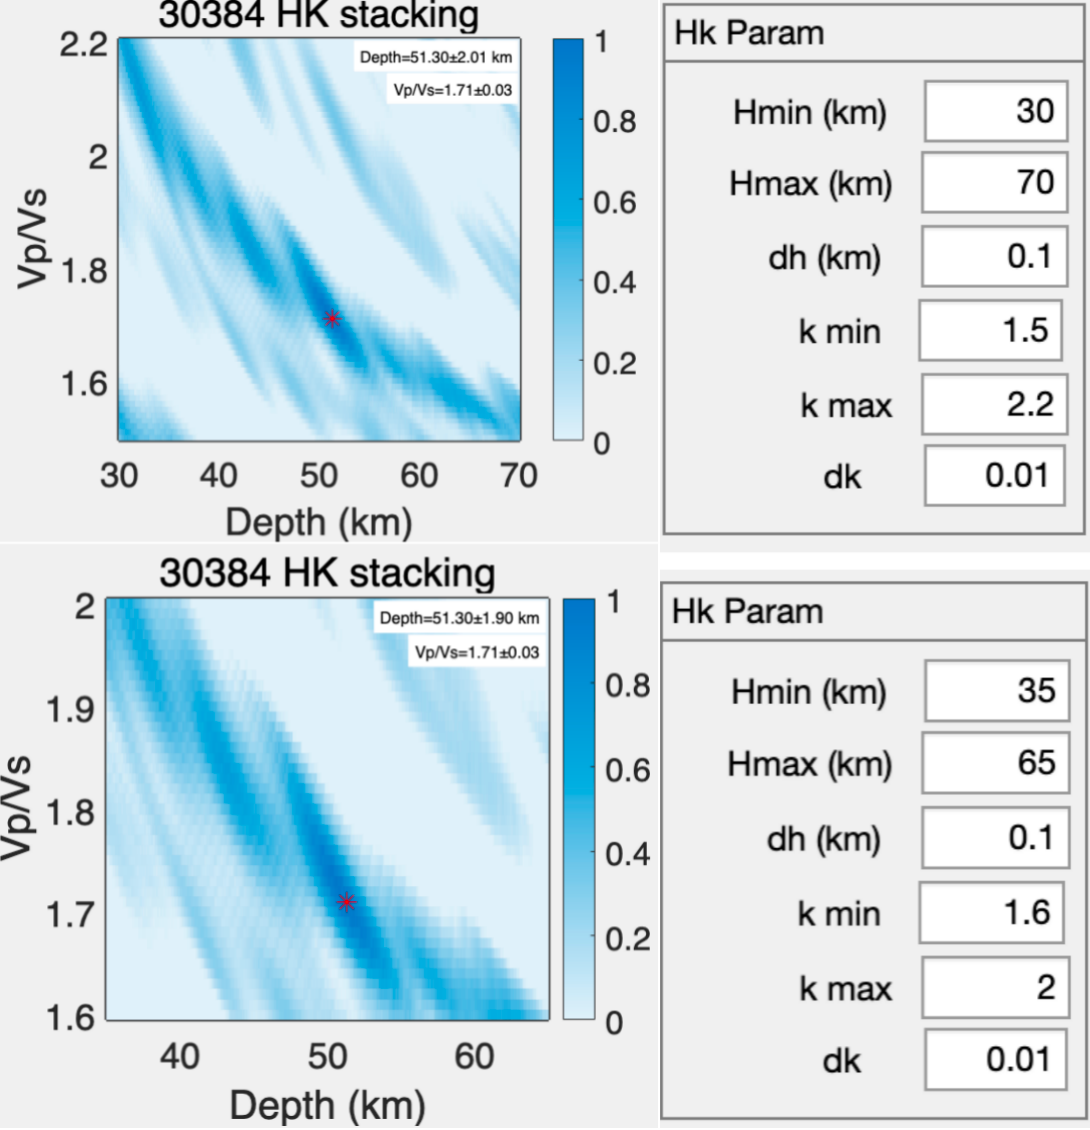 30384 HK stacking
Depth=51.30±2.01 km
Vp/Vs=1.71±0.03
2.2
2
1.8
1.6
Vp/Vs
30 40 50 60 70
Depth (km)
1
0.8
0.6
0.4
0.2
0
Hk Param
Hmin (km) 30
Hmax (km) 70
dh (km) 0.1
k min 1.5
k max 2.2
dk 0.01
30384 HK stacking
Depth=51.30±1.90 km
Vp/Vs=1.71±0.03
2
1.9
1.8
1.7
1.6
Vp/Vs
40 50 60
Depth (km)
1
0.8
0.6
0.4
0.2
0
Hk Param
Hmin (km) 35
Hmax (km) 65
dh (km) 0.1
k min 1.6
k max 2
dk 0.01